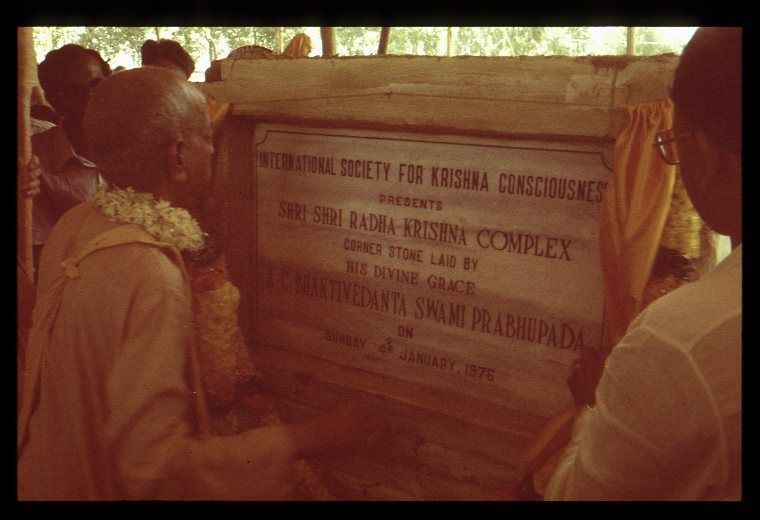 INTERNATIONAL SOCIETY FOR KRISHNA CONSCIOUSNES
PRESENTS
SHRI SHRI RADHA KRISHNA COMPLEX
CORNER STONE LAID BY
HIS DIVINE GRACE
A C BHAKTIVEDANTA SWAMI PRABHUPADA
ON
SUNDAY 4TH JANUARY, 1976